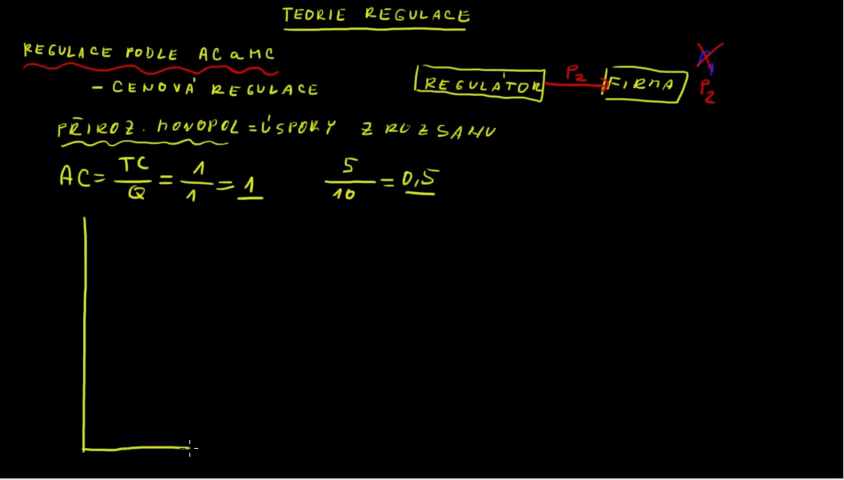 TEORIE REGULACE
REGULACE PODLE AC a MC
- CENOVÁ REGULACE
REGULÁTOR P2 FIRMA
P1
P2
PŘIROZ. MONOPOL = ÚSPORY Z ROZSAHU
AC = TC/Q = 1/1 = 1 5/10 = 0,5